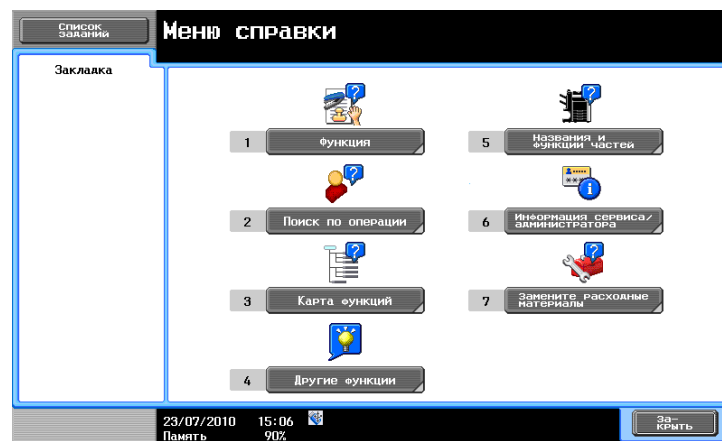 Список
заданий
Меню справки
Закладка
1 Функция
2 Поиск по операции
3 Карта функций
4 Другие функции
5 Названия и
функции частей
6 Информация сервиса/
администратора
7 Замените расходные
материалы
23/07/2010 15:06
Память 90%
За-
крыть